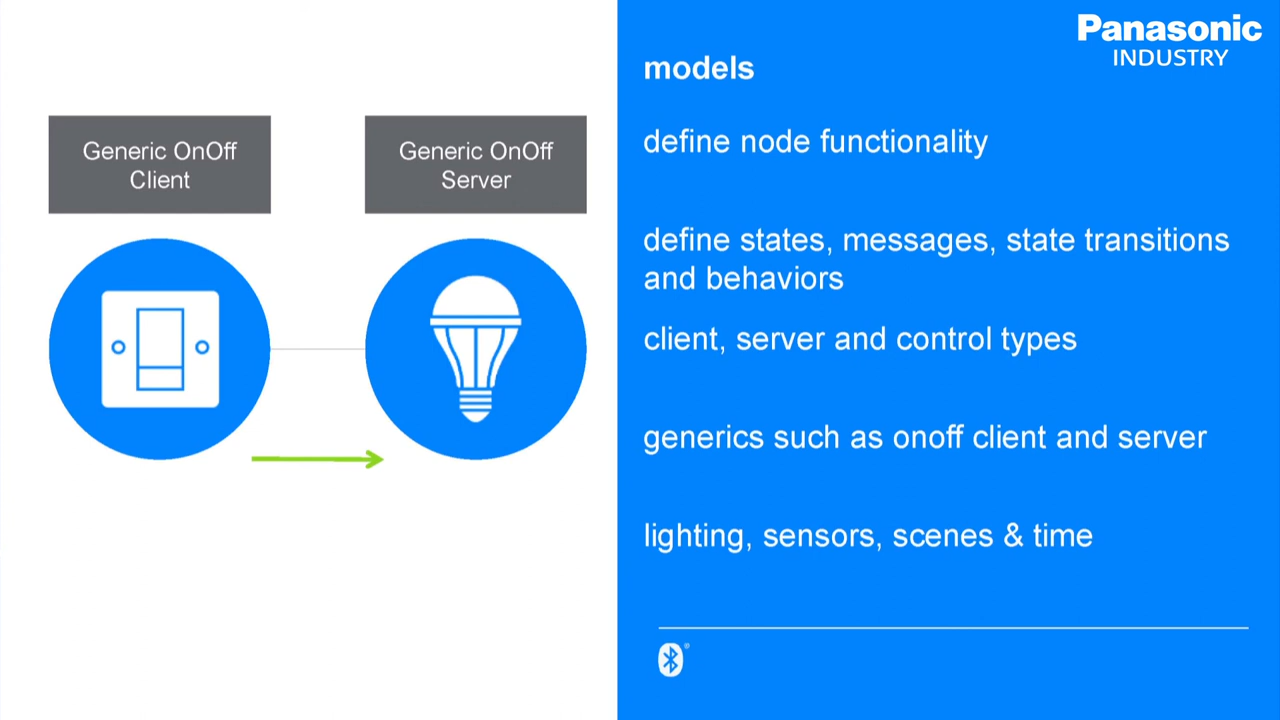 Panasonic
INDUSTRY
models
Generic OnOff
Client
Generic OnOff
Server
define node functionality
define states, messages, state transitions
and behaviors
client, server and control types
generics such as onoff client and server
lighting, sensors, scenes & time
®